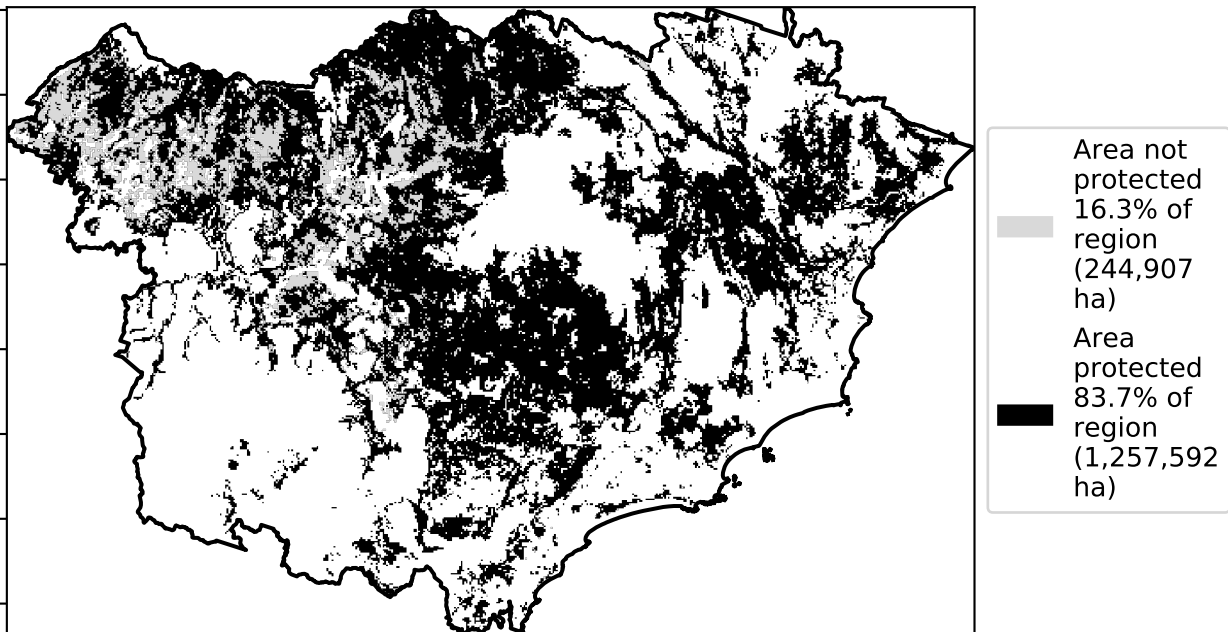 Area not
protected
16.3% of
region
(244,907
ha)
Area
protected
83.7% of
region
(1,257,592
ha)